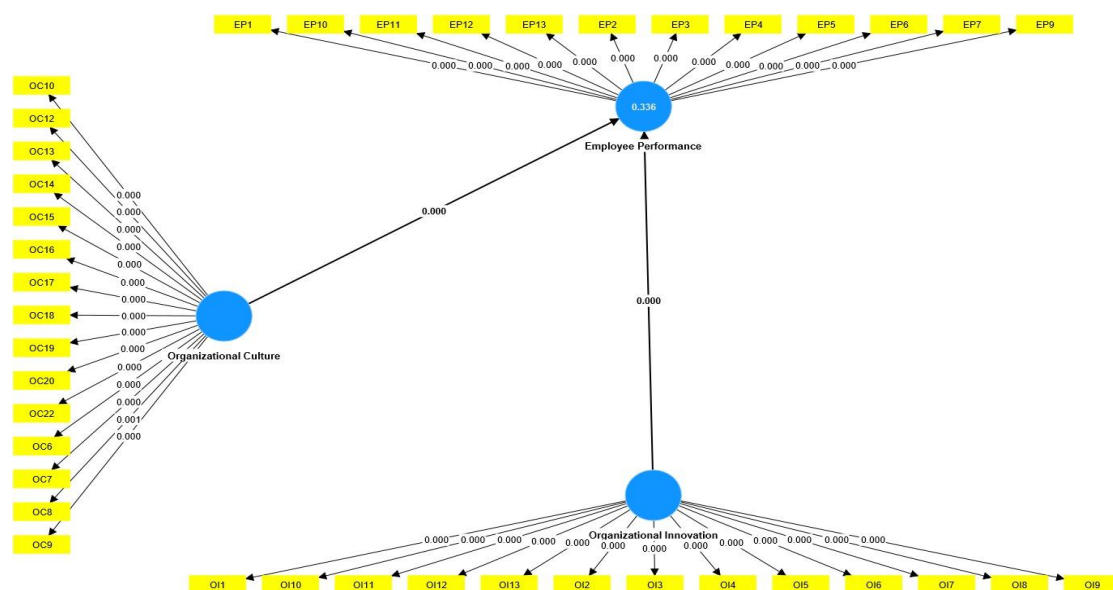 EP1 EP10 EP11 EP12 EP13 EP2 EP3 EP4 EP5 EP6 EP7 EP9
0.000 0.000 0.000 0.000 0.000 0.000 0.000 0.000 0.000 0.000 0.000 0.000
0.336
Employee Performance
OC10
OC12
OC13
OC14
OC15
OC16
OC17
OC18
OC19
OC20
OC22
OC6
OC7
OC8
OC9
0.000
0.000
0.000
0.000
0.000
0.000
0.000
0.000
0.000
0.000
0.000
0.000
0.000
0.001
0.000
Organizational Culture
0.000
0.000
Organizational Innovation
0.000 0.000 0.000 0.000 0.000 0.000 0.000 0.000 0.000 0.000 0.000 0.000 0.000
OI1 OI10 OI11 OI12 OI13 OI2 OI3 OI4 OI5 OI6 OI7 OI8 OI9